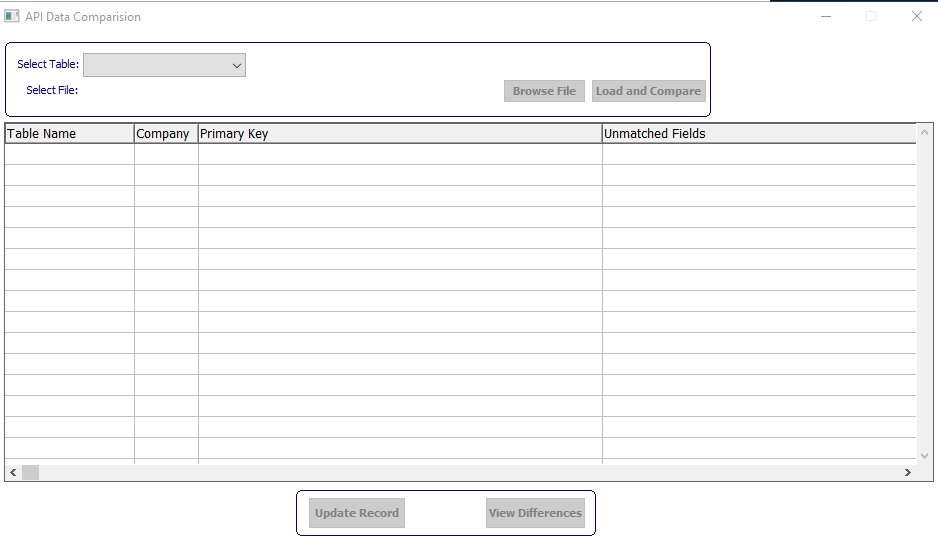 API Data Comparision
Select Table:
Select File:
Browse File Load and Compare
Table Name Company Primary Key Unmatched Fields
Update Record View Differences